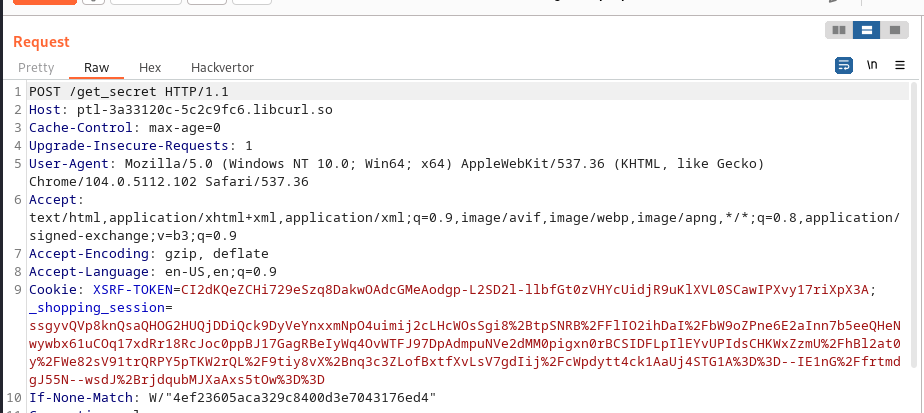 Request
Pretty Raw Hex Hackvertor
\n
1 POST /get_secret HTTP/1.1
2 Host: ptl-3a33120c-5c2c9fc6.libcurl.so
3 Cache-Control: max-age=0
4 Upgrade-Insecure-Requests: 1
5 User-Agent: Mozilla/5.0 (Windows NT 10.0; Win64; x64) AppleWebKit/537.36 (KHTML, like Gecko)
Chrome/104.0.5112.102 Safari/537.36
6 Accept:
text/html,application/xhtml+xml,application/xml;q=0.9,image/avif,image/webp,image/apng,*/*;q=0.8,application/
signed-exchange;v=b3;q=0.9
7 Accept-Encoding: gzip, deflate
8 Accept-Language: en-US,en;q=0.9
9 Cookie: XSRF-TOKEN=CI2dKQeZCHi729eSzq8DakwOAdcGMeAodgp-L2SD2l-llbfGt0zVHYcUidjR9uKlXVL0SCawIPXvy17riXpX3A;
_shopping_session=
ssgyvQVp8knQsaQHOG2HUQjDDiQck9DyVeYnxxmNpO4uimij2cLHcWOsSgi8%2BtpSNRB%2FFlIO2ihDaI%2FbW9oZPne6E2aInn7b5eeQHeN
wywbx61uCOq17xdRr18RcJoc0ppBJ17GagRBeIyWq4OvWTFJ97DpAdmpuNVe2dMM0pigxn0rBCSIDFLpIlEYvUPIdsCHKWxZzmU%2FhBl2at0
y%2FWe82sV91trQRPY5pTKW2rQL%2F9tiy8vX%2Bnq3c3ZLofBxtfXvLsV7gdIij%2FcWpdytt4ck1AaUj4STG1A%3D%3D--IE1nG%2Ffrtmd
gJ55N--wsdJ%2BrjdqubMJXaAxs5tOw%3D%3D
10 If-None-Match: W/"4ef23605aca329c8400d3e7043176ed4"